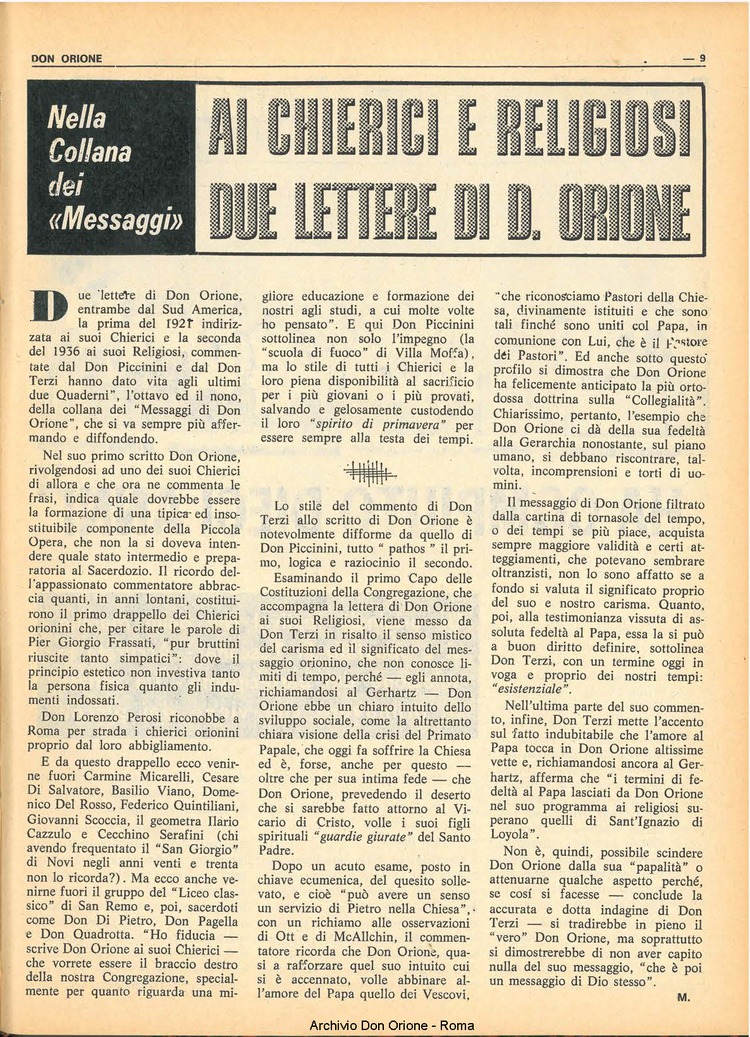 DON ORIONE
— 9
Nella
Collana
dei
«Messaggi»
AI CHIERICI E RELIGIOSI
DUE LETTERE DI D. ORIONE
Due lettere di Don Orione,
entrambe dal Sud America,
la prima del 1921 indiriz-
zata ai suoi Chierici e la seconda
del 1936 ai suoi Religiosi, commen-
tate dal Don Piccinini e dal Don
Terzi hanno dato vita agli ultimi
due Quaderni", l'ottavo ed il nono,
della collana dei "Messaggi di Don
Orione", che si va sempre più affer-
mando e diffondendo.
Nel suo primo scritto Don Orione,
rivolgendosi ad uno dei suoi Chierici
di allora e che ora ne commenta le
frasi, indica quale dovrebbe essere
la formazione di una tipica ed inso-
stituibile componente della Piccola
Opera, che non la si doveva inten-
dere quale stato intermedio e prepa-
ratoria al Sacerdozio. Il ricordo del-
l'appassionato commentatore abbrac-
cia quanti, in anni lontani, costitui-
rono il primo drappello dei Chierici
orionini che, per citare le parole di
Pier Giorgio Frassati, "pur bruttini
riuscite tanto simpatici": dove il
principio estetico non investiva tanto
la persona fisica quanto gli indu-
menti indossati.
Don Lorenzo Perosi riconobbe a
Roma per strada i chierici orionini
proprio dal loro abbigliamento.
E da questo drappello ecco venir-
ne fuori Carmine Micarelli, Cesare
Di Salvatore, Basilio Viano, Dome-
nico Del Rosso, Federico Quintiliani,
Giovanni Scoccia, il geometra Ilario
Cazzulo e Cecchino Serafini (chi
avendo frequentato il "San Giorgio"
di Novi negli anni venti e trenta
non lo ricorda?). Ma ecco anche ve-
nirne fuori il gruppo del "Liceo clas-
sico" di San Remo e, poi, sacerdoti
come Don Di Pietro, Don Pagella
e Don Quadrotta. "Ho fiducia —
scrive Don Orione ai suoi Chierici —
che vorrete essere il braccio destro
della nostra Congregazione, special-
mente per quanto riguarda una mi-
gliore educazione e formazione dei
nostri agli studi, a cui molte volte
ho pensato". E qui Don Piccinini
sottolinea non solo l'impegno (la
"scuola di fuoco" di Villa Moffa),
ma lo stile di tutti i Chierici e la
loro piena disponibilità al sacrificio
per i più giovani o i più provati,
salvando e gelosamente custodendo
il loro "spirito di primavera" per
essere sempre alla testa dei tempi.
Lo stile del commento di Don
Terzi allo scritto di Don Orione è
notevolmente difforme da quello di
Don Piccinini, tutto " pathos " il pri-
mo, logica e raziocinio il secondo.
Esaminando il primo Capo delle
Costituzioni della Congregazione, che
accompagna la lettera di Don Orione
ai suoi Religiosi, viene messo da
Don Terzi in risalto il senso mistico
del carisma ed il significato del mes-
saggio orionino, che non conosce li-
miti di tempo, perché — egli annota,
richiamandosi al Gerhartz — Don
Orione ebbe un chiaro intuito dello
sviluppo sociale, come la altrettanto
chiara visione della crisi del Primato
Papale, che oggi fa soffrire la Chiesa
ed è, forse, anche per questo —
oltre che per sua intima fede — che
Don Orione, prevedendo il deserto
che si sarebbe fatto attorno al Vi-
cario di Cristo, volle i suoi figli
spirituali "guardie giurate" del Santo
Padre.
Dopo un acuto esame, posto in
chiave ecumenica, del quesito solle-
vato, e cioè "può avere un senso
un servizio di Pietro nella Chiesa",
con un richiamo alle osservazioni
di Ott e di McAllchin, il commen-
tatore ricorda che Don Orione, qua-
si a rafforzare quel suo intuito cui
si è accennato, volle abbinare al-
l'amore del Papa quello dei Vescovi,
"che riconosciamo Pastori della Chie-
sa, divinamente istituiti e che sono
tali finché sono uniti col Papa, in
comunione con Lui, che è il Pastore
dei Pastori". Ed anche sotto questo
profilo si dimostra che Don Orione
ha felicemente anticipato la più orto-
dossa dottrina sulla "Collegialità".
Chiarissimo, pertanto, l'esempio che
Don Orione ci dà della sua fedeltà
alla Gerarchia nonostante, sul piano
umano, si debbano riscontrare, tal-
volta, incomprensioni e torti di uo-
mini.
Il messaggio di Don Orione filtrato
dalla cartina di tornasole del tempo,
o dei tempi se più piace, acquista
sempre maggiore validità e certi at-
teggiamenti, che potevano sembrare
oltranzisti, non lo sono affatto se a
fondo si valuta il significato proprio
del suo e nostro carisma. Quanto,
poi, alla testimonianza vissuta di as-
soluta fedeltà al Papa, essa la si può
a buon diritto definire, sottolinea
Don Terzi, con un termine oggi in
voga e proprio dei nostri tempi:
"esistenziale".
Nell'ultima parte del suo commen-
to, infine, Don Terzi mette l'accento
sul fatto indubitabile che l'amore al
Papa tocca in Don Orione altissime
vette e, richiamandosi ancora al Ger-
hartz, afferma che "i termini di fe-
deltà al Papa lasciati da Don Orione
nel suo programma ai religiosi su-
perano quelli di Sant'Ignazio di
Loyola".
Non è, quindi, possibile scindere
Don Orione dalla sua "papalità" o
attenuarne qualche aspetto perché,
se cosí si facesse — conclude la
accurata e dotta indagine di Don
Terzi — si tradirebbe in pieno il
"vero" Don Orione, ma soprattutto
si dimostrerebbe di non aver capito
nulla del suo messaggio, "che è poi
un messaggio di Dio stesso".
M.
Archivio Don Orione - Roma